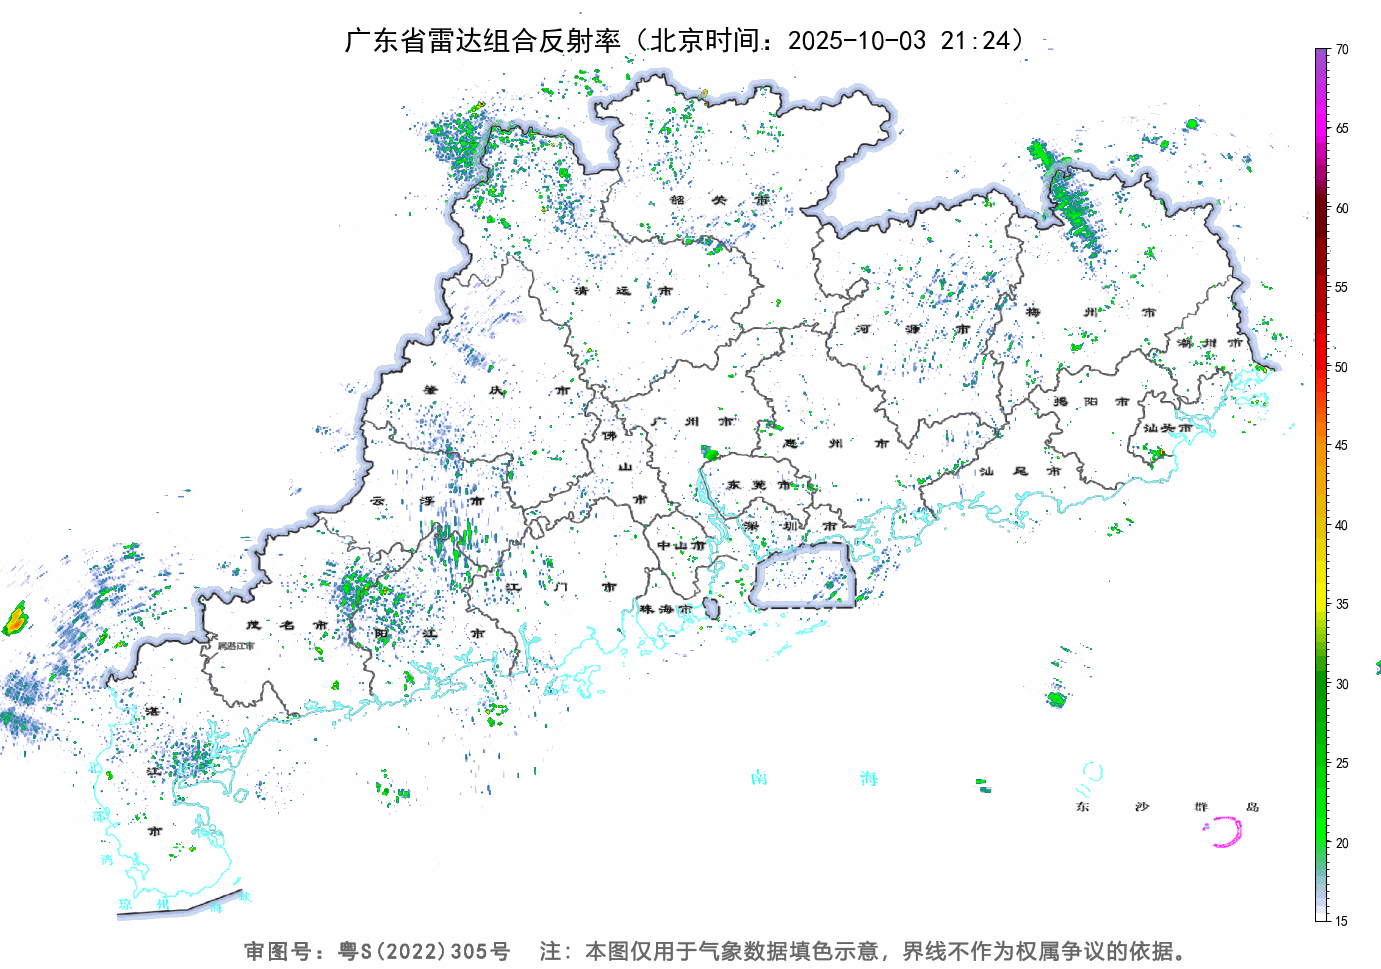 广东省雷达组合反射率（北京时间：2025-10-03 21:24）
70
65
60
55
50
45
40
35
30
25
20
15
韶关市
清远市
河源市
梅州市
潮州市
肇庆市
广州市
佛山市
惠州市
揭阳市
汕头市
汕尾市
东莞市
云浮市
深圳市
中山市
江门市
珠海市
茂名市
阳江市
属湛江市
湛江市
北部湾
南海
东沙群岛
琼州海峡
审图号：粤S(2022)305号 注：本图仅用于气象数据填色示意，界线不作为权属争议的依据。